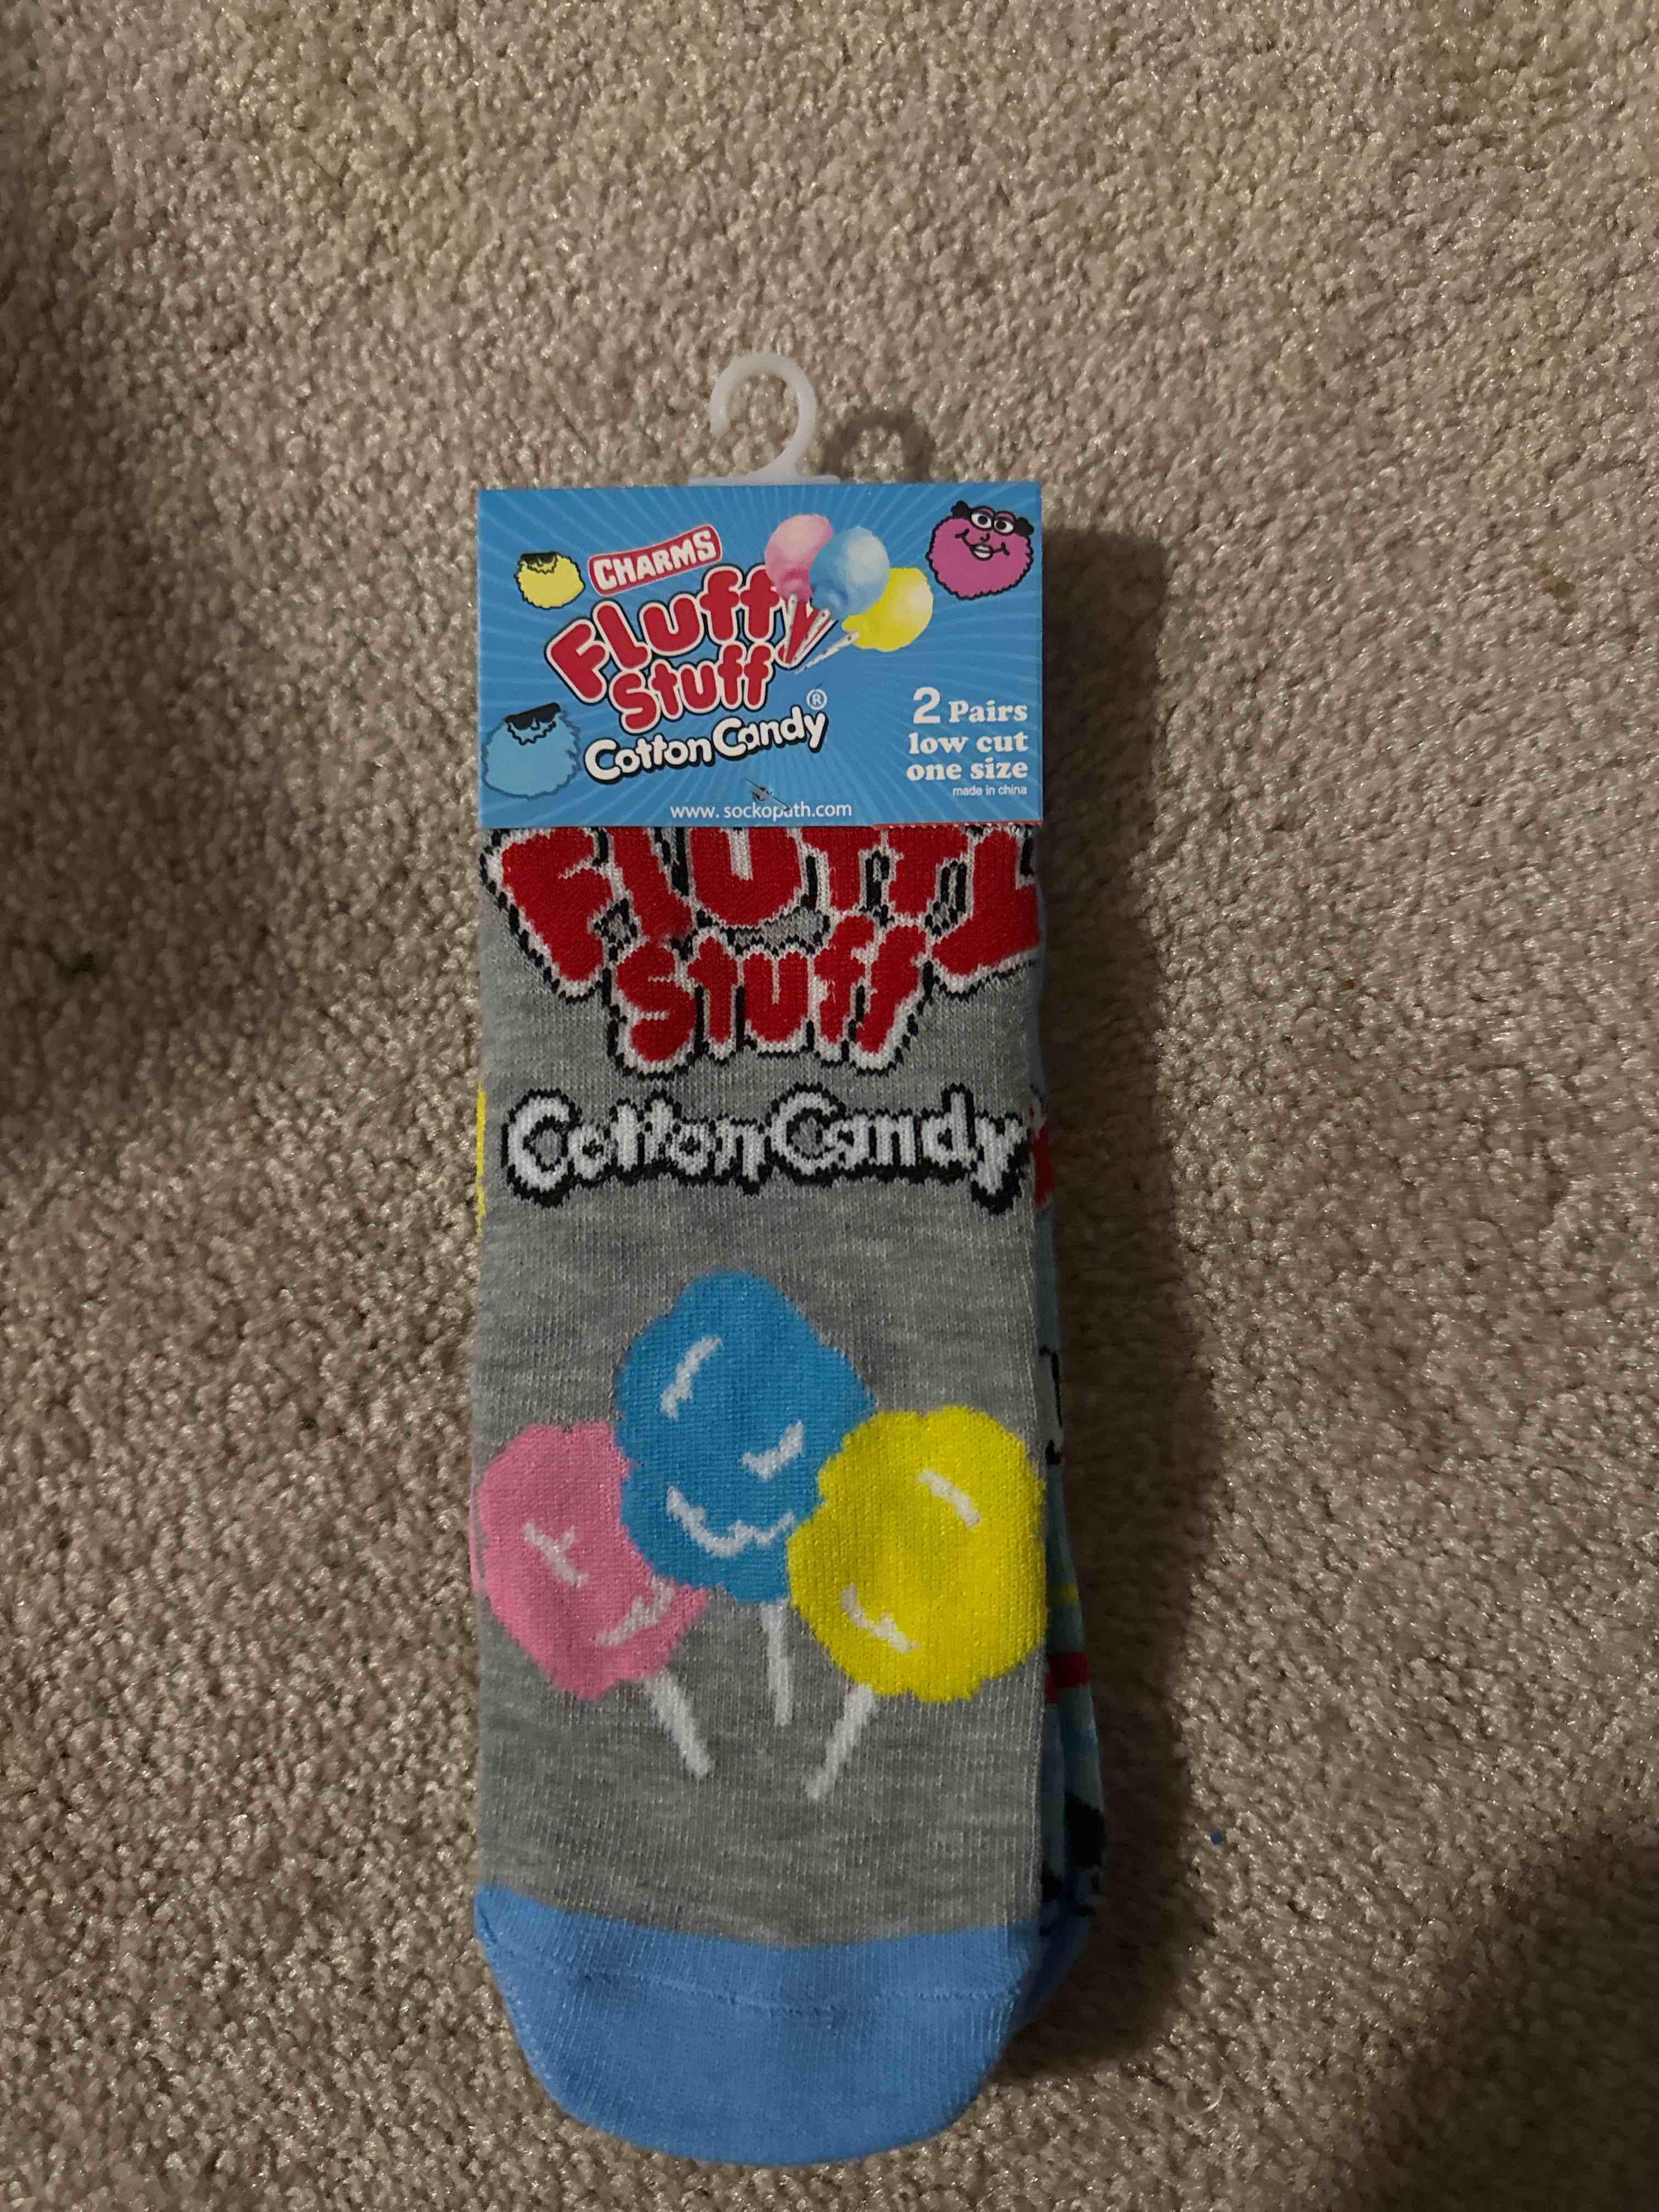 CHARMS
Fluffy
Stuff
Cotton Candy®
2 Pairs
low cut
one size
made in china
www. sockopath.com
Fluffy
Stuff
Cotton Candy